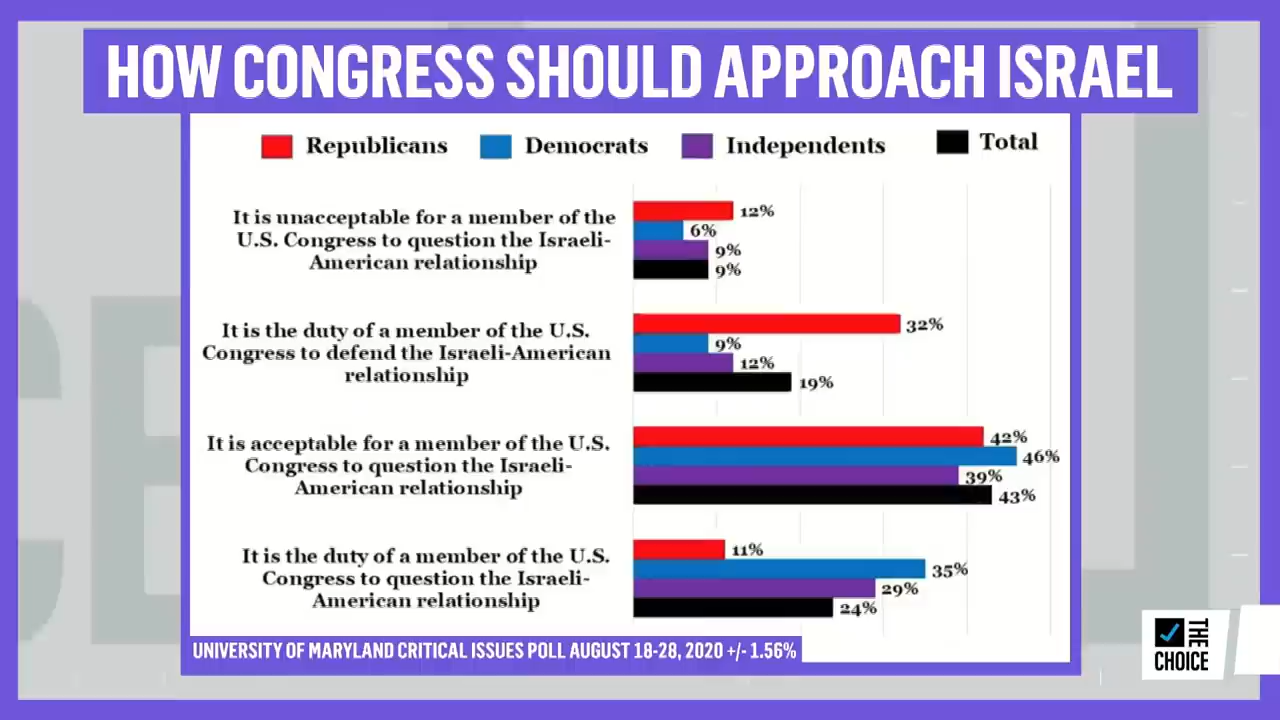 HOW CONGRESS SHOULD APPROACH ISRAEL
Republicans
Democrats
Independents
Total
It is unacceptable for a member of the
U.S. Congress to question the Israeli-
American relationship
12%
6%
9%
9%
It is the duty of a member of the U.S.
Congress to defend the Israeli-American
relationship
32%
9%
12%
19%
It is acceptable for a member of the U.S.
Congress to question the Israeli-
American relationship
42%
46%
39%
43%
It is the duty of a member of the U.S.
Congress to question the Israeli-
American relationship
11%
35%
29%
24%
UNIVERSITY OF MARYLAND CRITICAL ISSUES POLL AUGUST 18-28, 2020 +/- 1.56%
THE
CHOICE